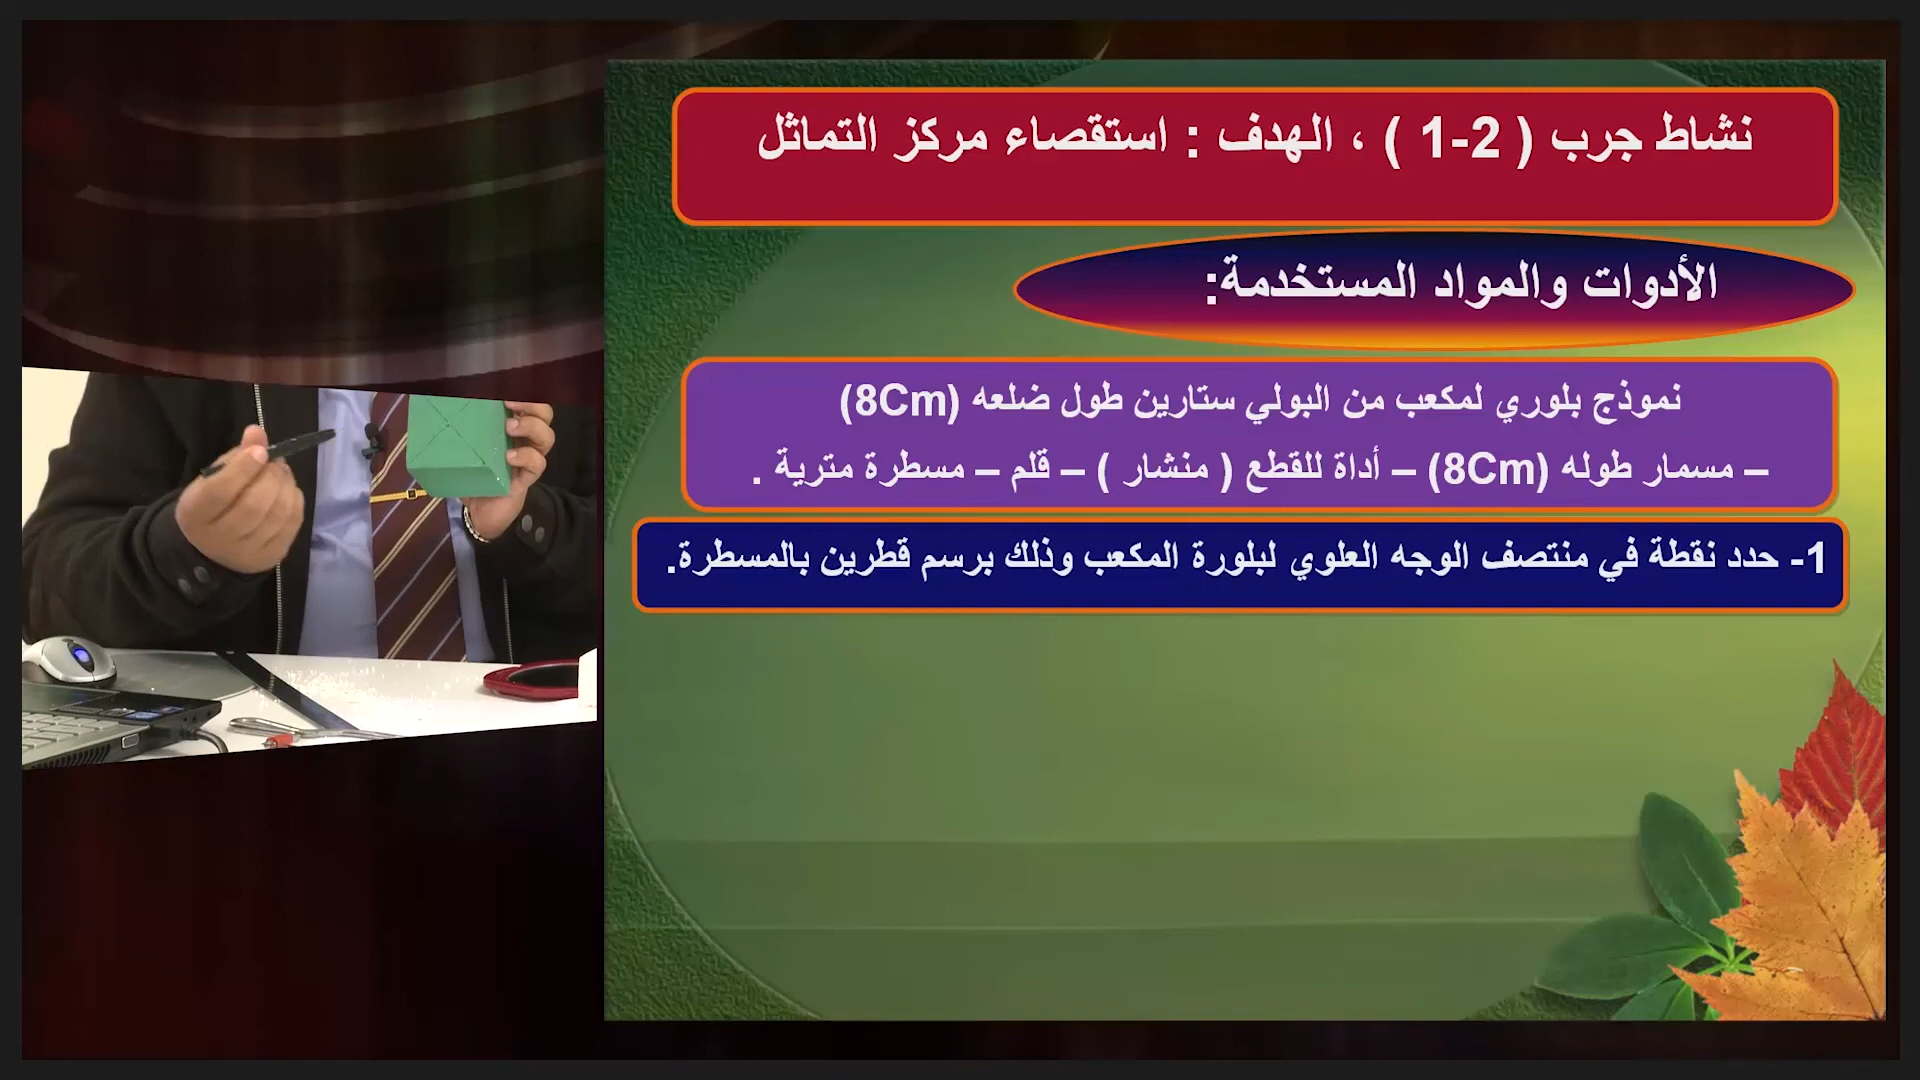 نشاط جرب ( 2-1 ) ، الهدف : استقصاء مركز التماثل
الأدوات والمواد المستخدمة:
نموذج بلوري لمكعب من البولي ستارين طول ضلعه (8Cm)
– مسمار طوله (8Cm) – أداة للقطع ( منشار ) – قلم – مسطرة مترية .
1- حدد نقطة في منتصف الوجه العلوي لبلورة المكعب وذلك برسم قطرين بالمسطرة.